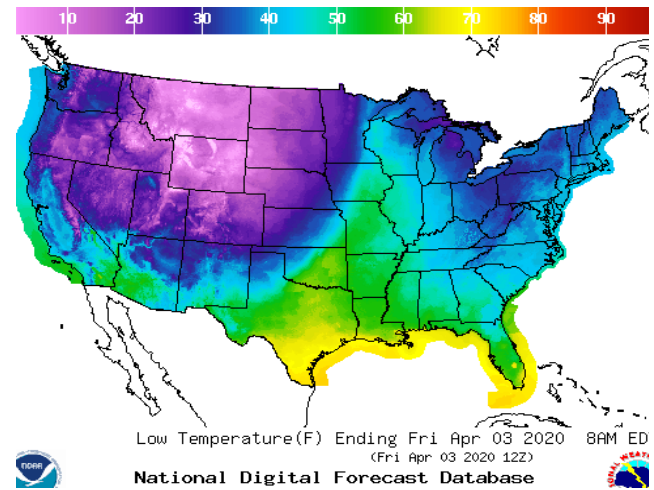 10 20 30 40 50 60 70 80 90
Low Temperature(F) Ending Fri Apr 03 2020 8AM ED
(Fri Apr 03 2020 12Z)
National Digital Forecast Database
noaa